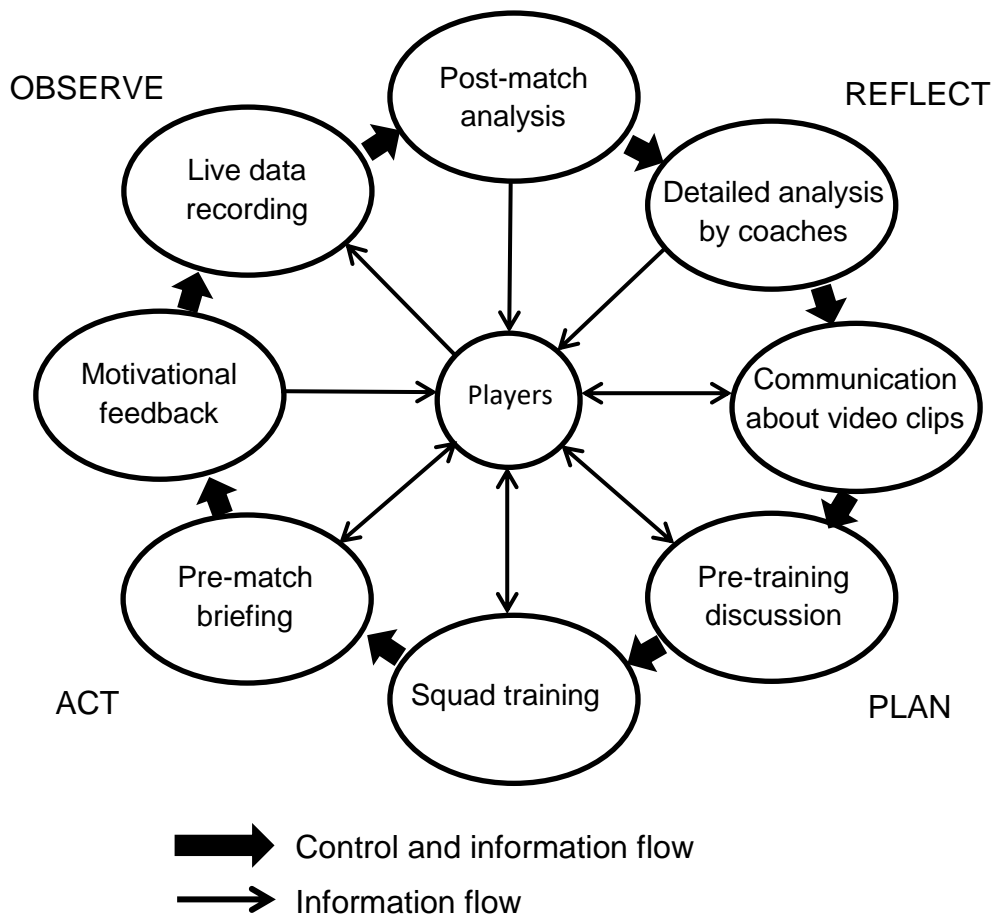 OBSERVE
Post-match
analysis
REFLECT
Live data
recording
Detailed analysis
by coaches
Motivational
feedback
Players
Communication
about video clips
Pre-match
briefing
Pre-training
discussion
ACT
Squad training
PLAN
Control and information flow
Information flow